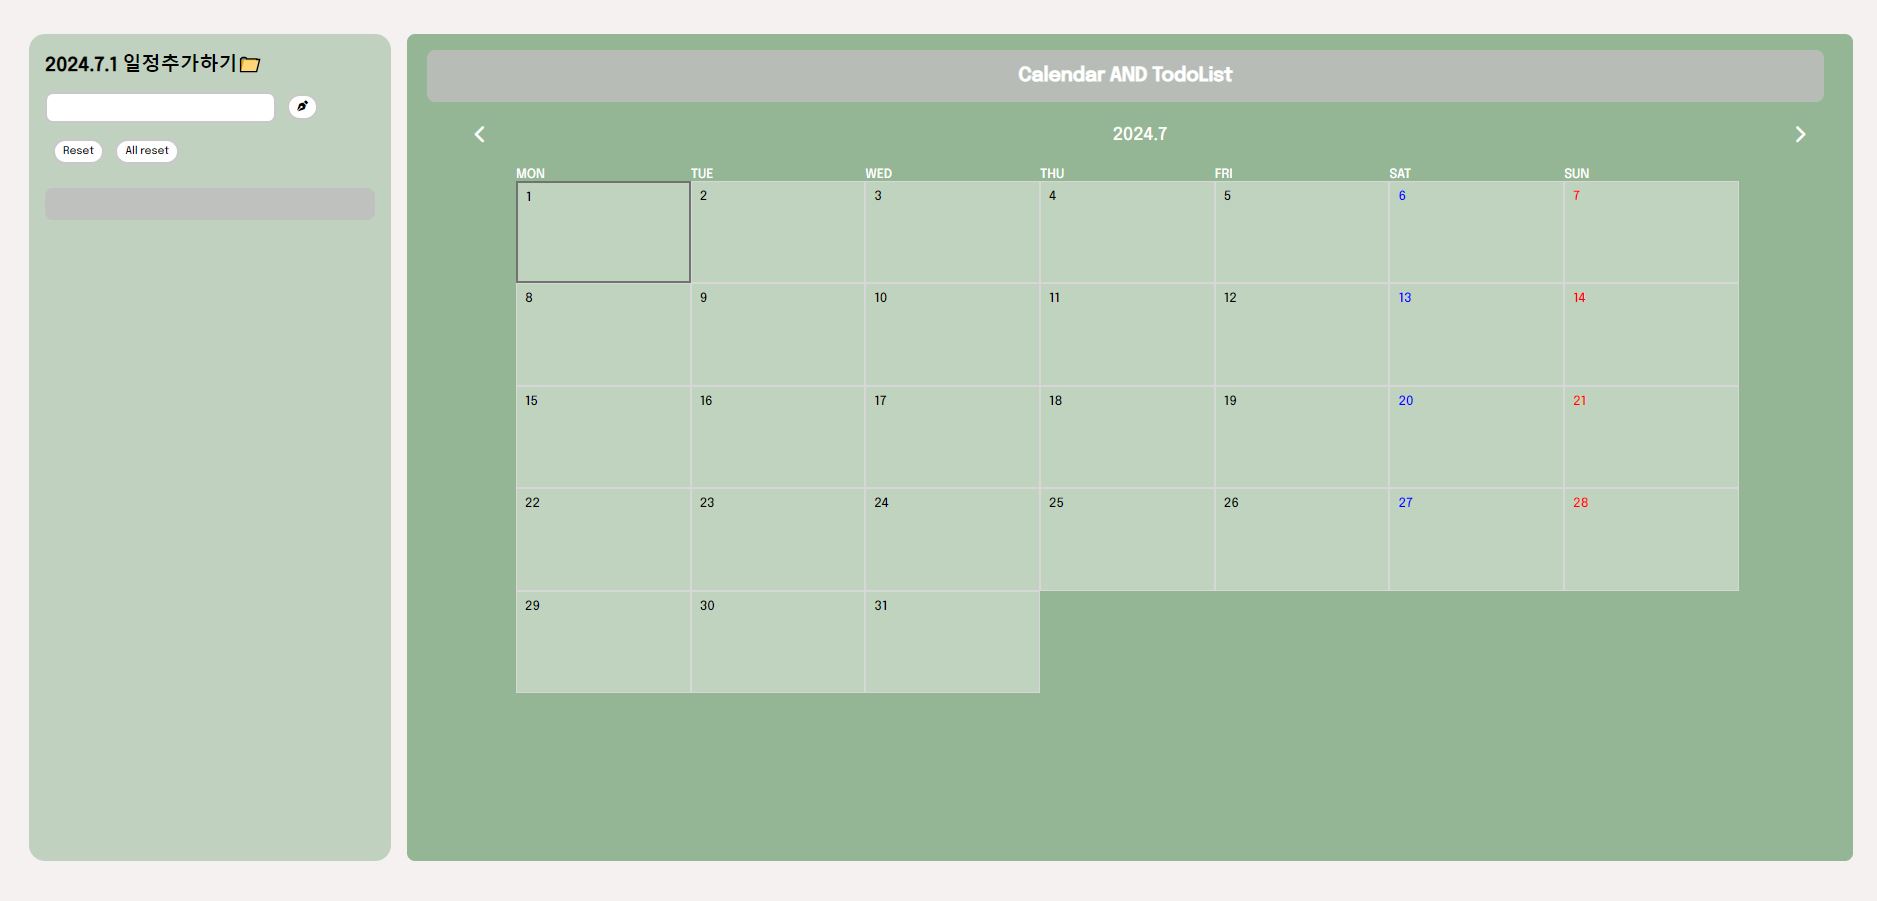 2024.7.1 일정추가하기
Reset All reset
Calendar AND TodoList
2024.7
MON TUE WED THU FRI SAT SUN
1 2 3 4 5 6 7
8 9 10 11 12 13 14
15 16 17 18 19 20 21
22 23 24 25 26 27 28
29 30 31